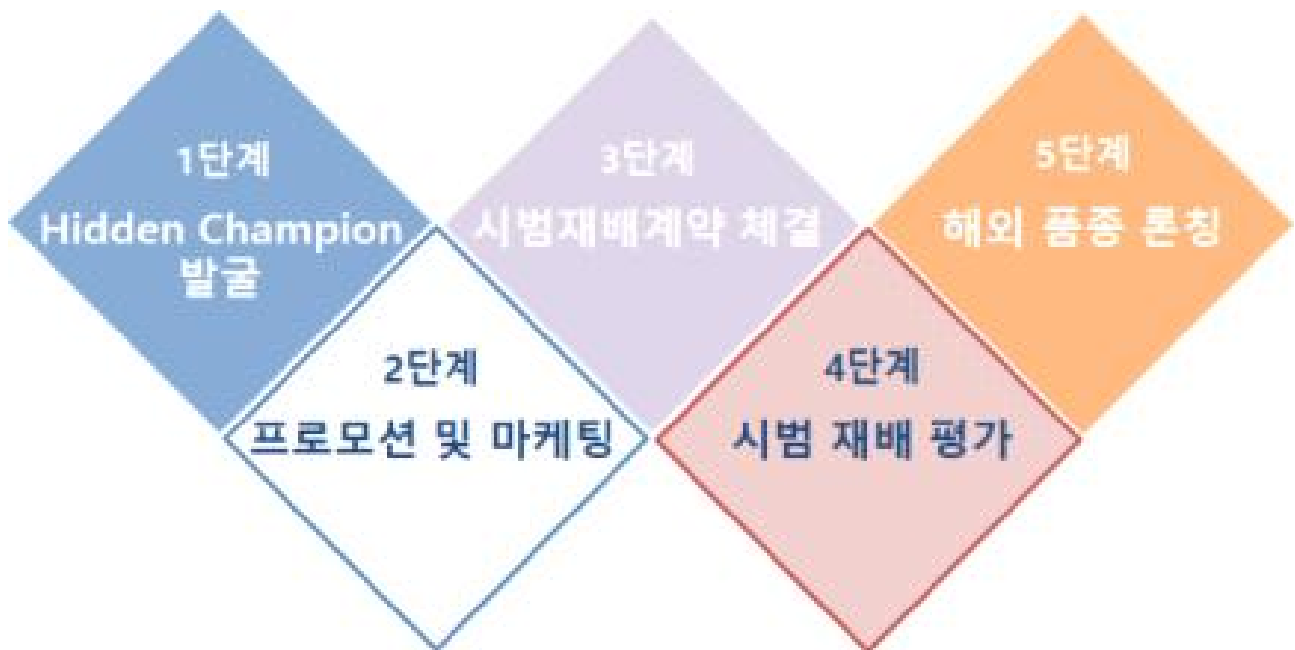 1단계
Hidden Champion
발굴
2단계
프로모션 및 마케팅
3단계
시범재배계약 체결
4단계
시범 재배 평가
5단계
해외 품종 론칭